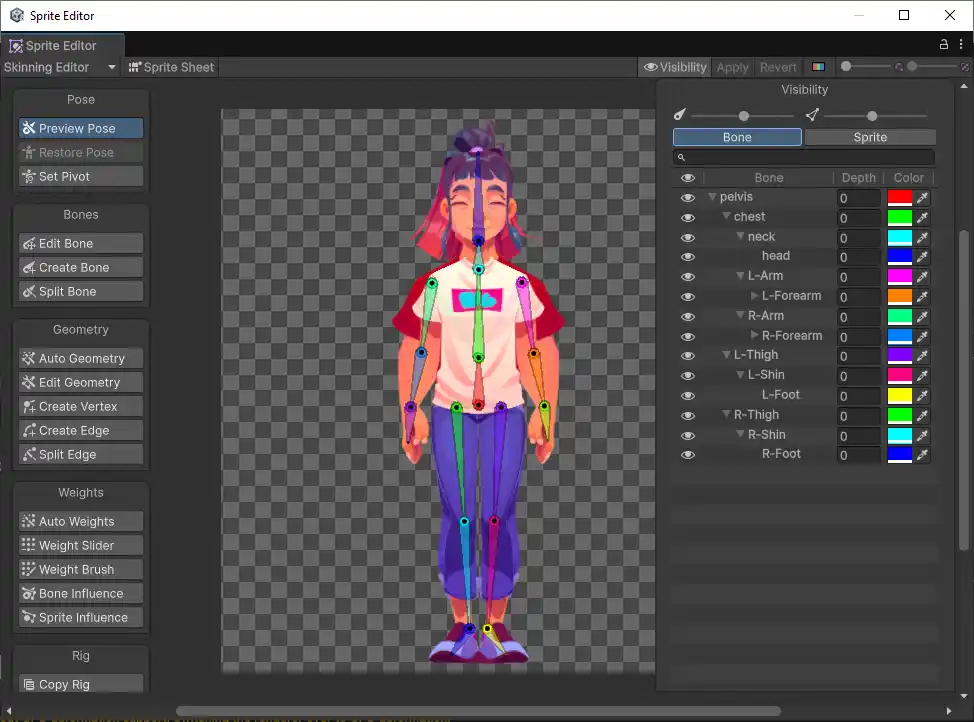 Sprite Editor
Sprite Editor
Skinning Editor Sprite Sheet Visibility Apply Revert
Pose
Preview Pose
Restore Pose
Set Pivot
Bones
Edit Bone
Create Bone
Split Bone
Geometry
Auto Geometry
Edit Geometry
Create Vertex
Create Edge
Split Edge
Weights
Auto Weights
Weight Slider
Weight Brush
Bone Influence
Sprite Influence
Rig
Copy Rig
Visibility
Bone Sprite
Bone Depth Color
pelvis 0
chest 0
neck 0
head 0
L-Arm 0
L-Forearm 0
R-Arm 0
R-Forearm 0
L-Thigh 0
L-Shin 0
L-Foot 0
R-Thigh 0
R-Shin 0
R-Foot 0